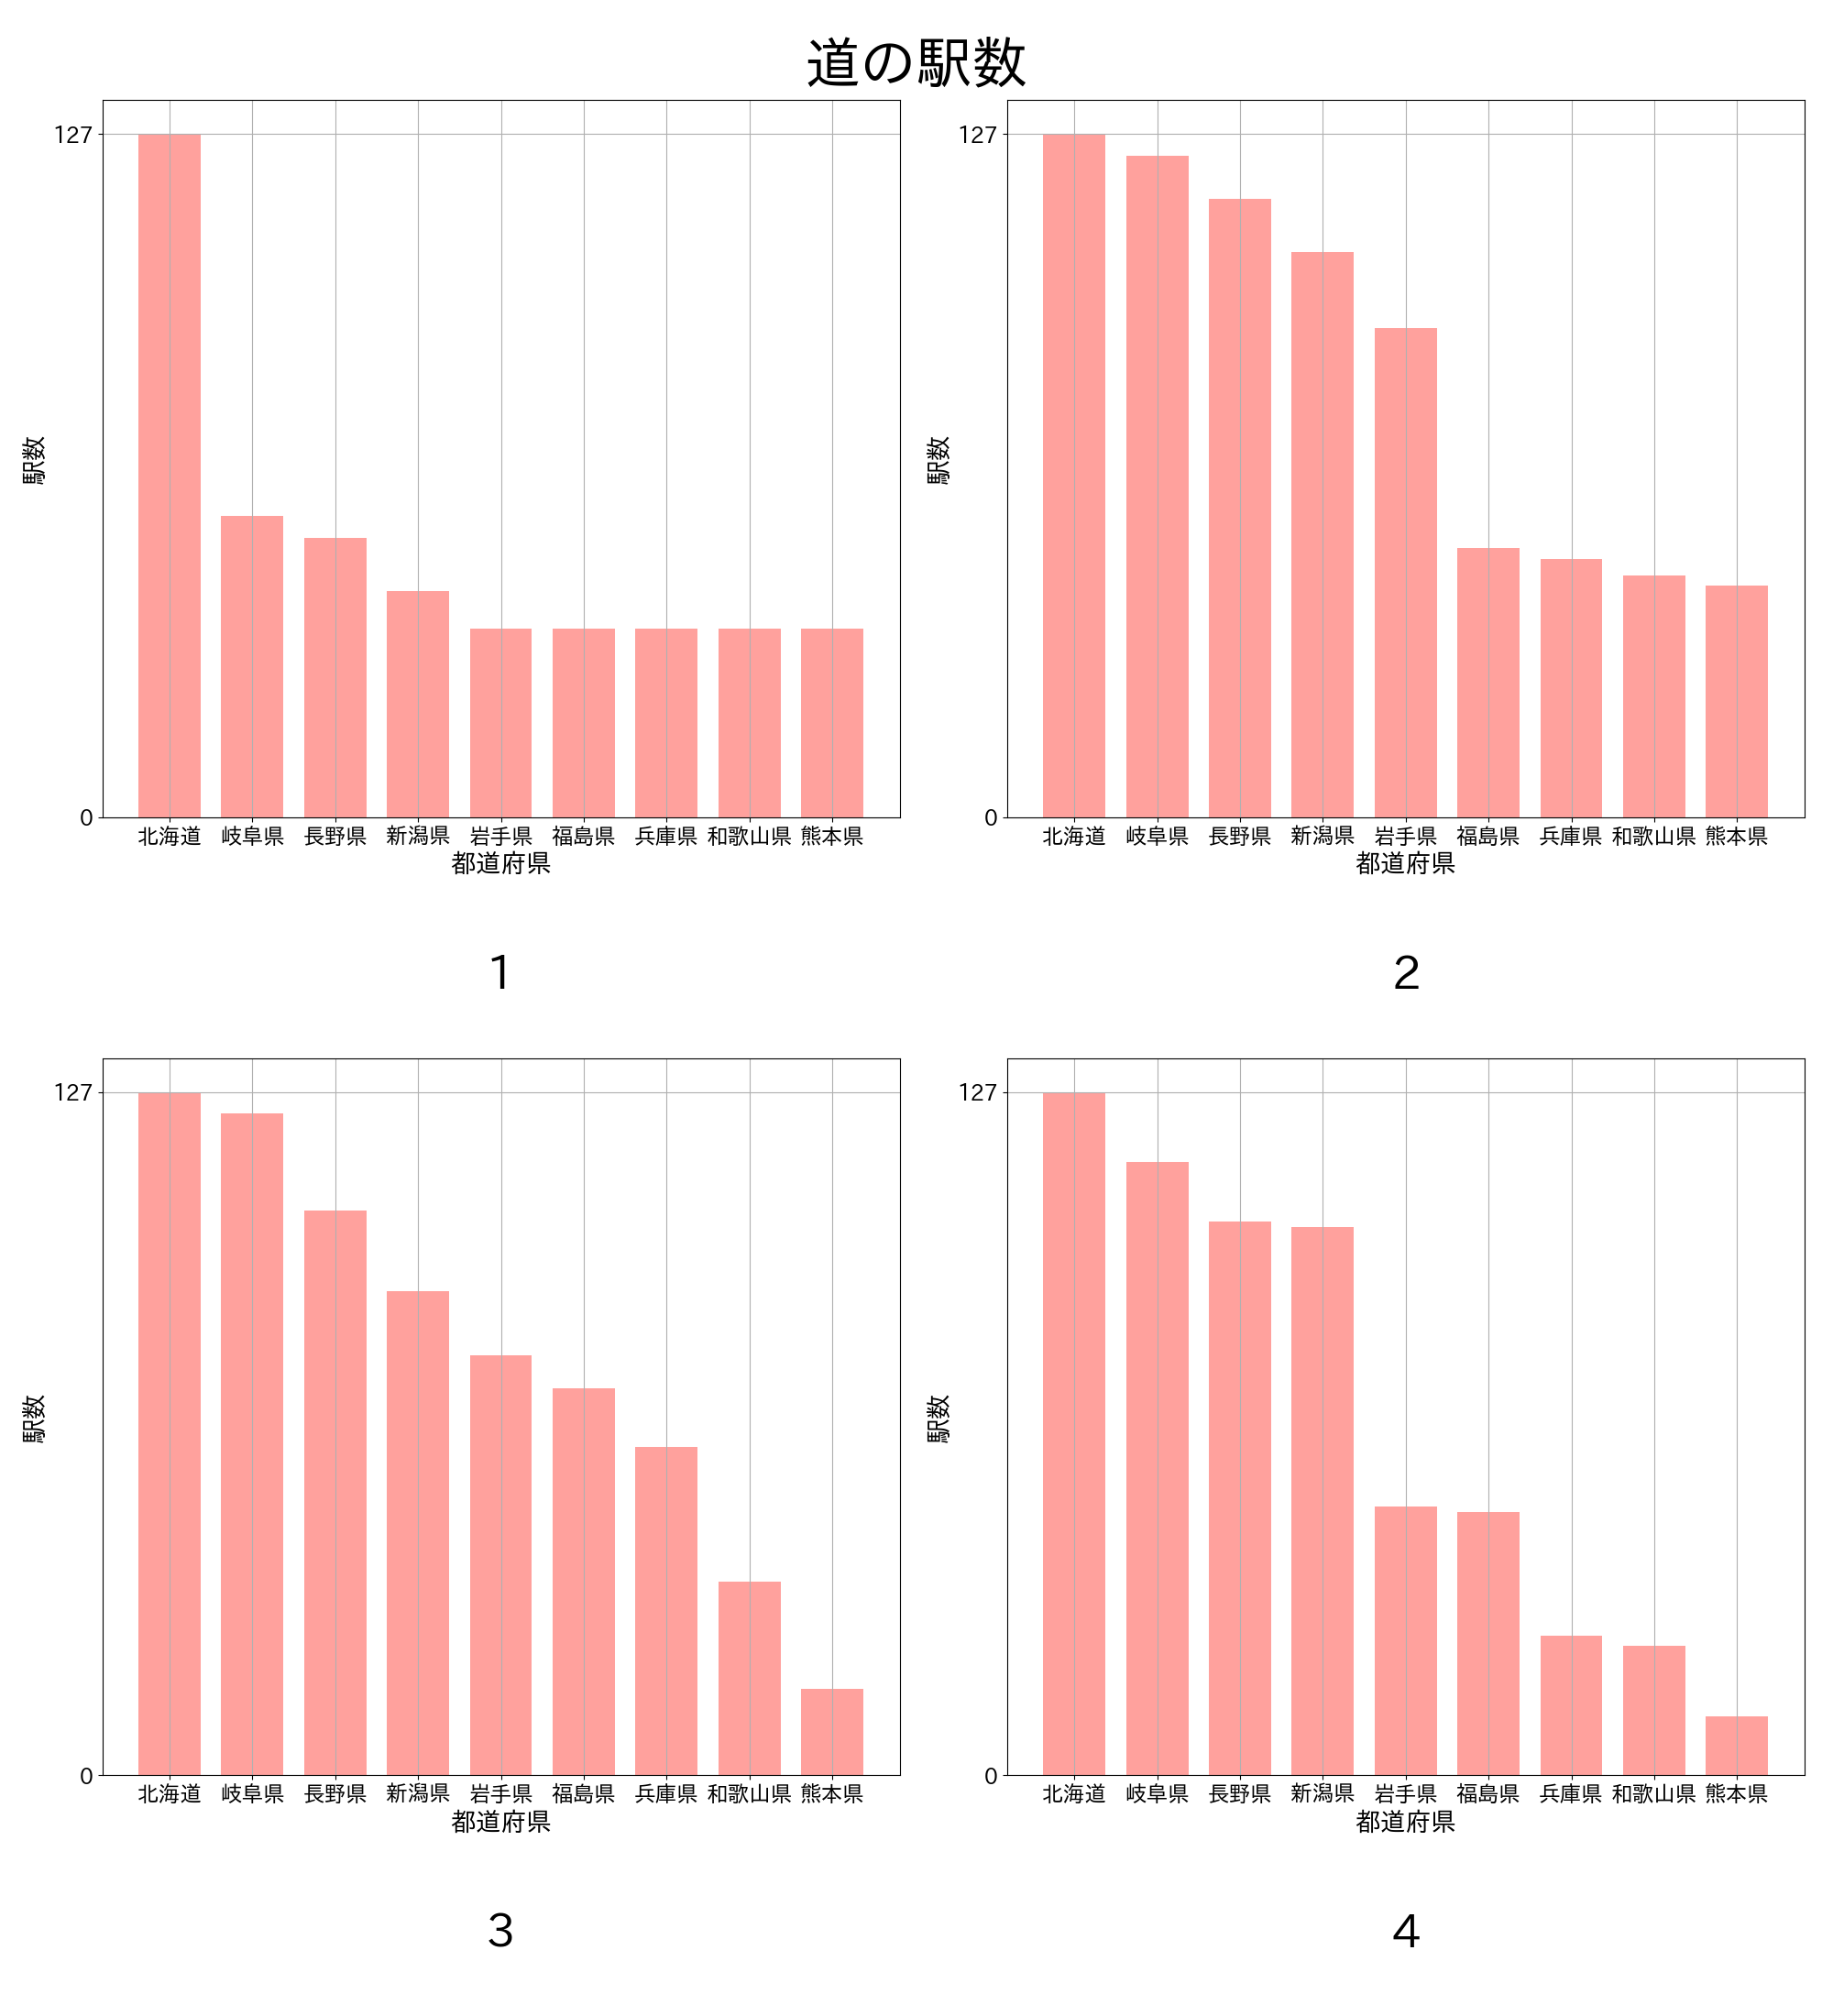 道の駅数
127
0
駅数
北海道 岐阜県 長野県 新潟県 岩手県 福島県 兵庫県 和歌山県 熊本県
都道府県
1
127
0
駅数
北海道 岐阜県 長野県 新潟県 岩手県 福島県 兵庫県 和歌山県 熊本県
都道府県
2
127
0
駅数
北海道 岐阜県 長野県 新潟県 岩手県 福島県 兵庫県 和歌山県 熊本県
都道府県
3
127
0
駅数
北海道 岐阜県 長野県 新潟県 岩手県 福島県 兵庫県 和歌山県 熊本県
都道府県
4